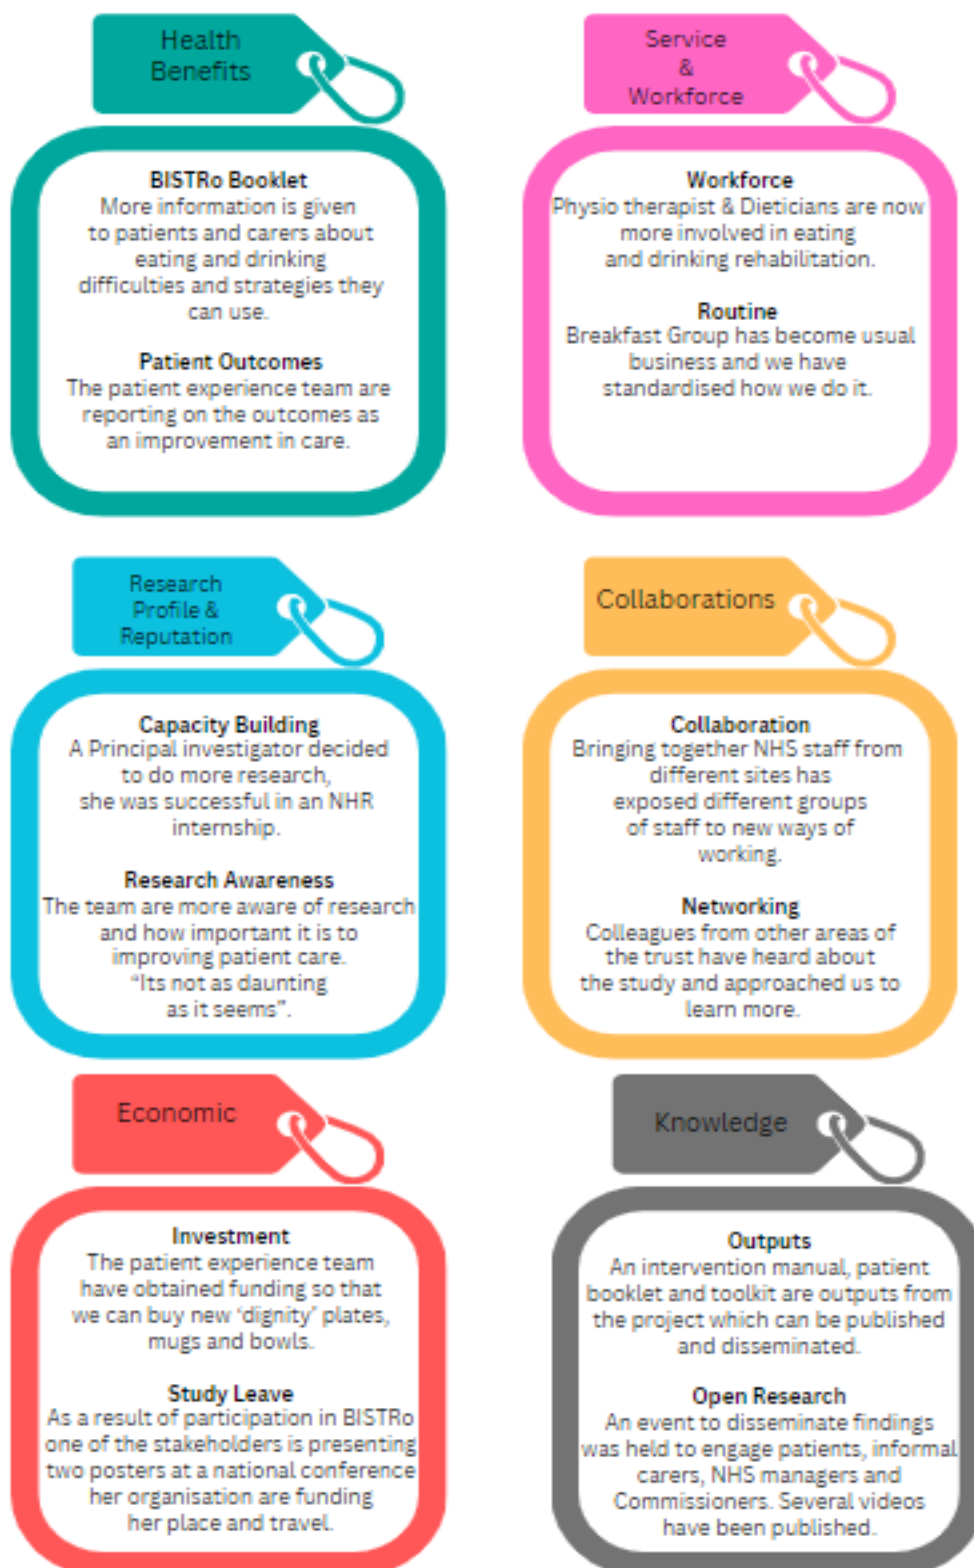 Health
Benefits
BISTRo Booklet
More information is given
to patients and carers about
eating and drinking
difficulties and strategies they
can use.
Patient Outcomes
The patient experience team are
reporting on the outcomes as
an improvement in care.
Service
&
Workforce
Workforce
Physio therapist & Dieticians are now
more involved in eating
and drinking rehabilitation.
Routine
Breakfast Group has become usual
business and we have
standardised how we do it.
Research
Profile &
Reputation
Capacity Building
A Principal investigator decided
to do more research,
she was successful in an NHR
internship.
Research Awareness
The team are more aware of research
and how important it is to
improving patient care.
“Its not as daunting
as it seems”.
Collaborations
Collaboration
Bringing together NHS staff from
different sites has
exposed different groups
of staff to new ways of
working.
Networking
Colleagues from other areas of
the trust have heard about
the study and approached us to
learn more.
Economic
Investment
The patient experience team
have obtained funding so that
we can buy new ‘dignity’ plates,
mugs and bowls.
Study Leave
As a result of participation in BISTRo
one of the stakeholders is presenting
two posters at a national conference
her organisation are funding
her place and travel.
Knowledge
Outputs
An intervention manual, patient
booklet and toolkit are outputs from
the project which can be published
and disseminated.
Open Research
An event to disseminate findings
was held to engage patients, informal
carers, NHS managers and
Commissioners. Several videos
have been published.